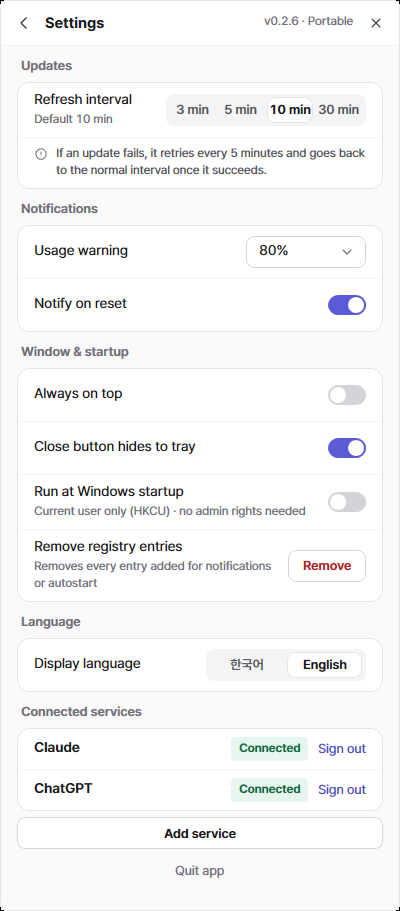 Settings
v0.2.6 · Portable
Updates
Refresh interval
Default 10 min
3 min 5 min 10 min 30 min
If an update fails, it retries every 5 minutes and goes back
to the normal interval once it succeeds.
Notifications
Usage warning
80%
Notify on reset
Window & startup
Always on top
Close button hides to tray
Run at Windows startup
Current user only (HKCU) · no admin rights needed
Remove registry entries
Removes every entry added for notifications
or autostart
Remove
Language
Display language
한국어 English
Connected services
Claude Connected Sign out
ChatGPT Connected Sign out
Add service
Quit app